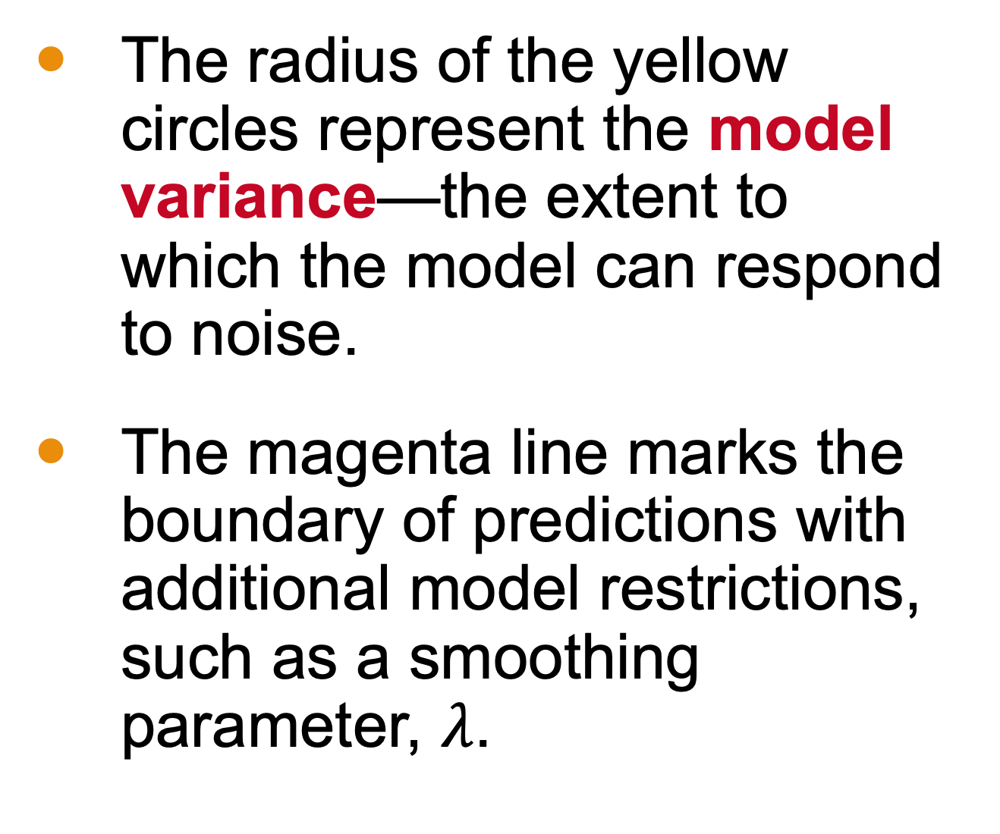 • The radius of the yellow
circles represent the model
variance—the extent to
which the model can respond
to noise.
• The magenta line marks the
boundary of predictions with
additional model restrictions,
such as a smoothing
parameter, λ.